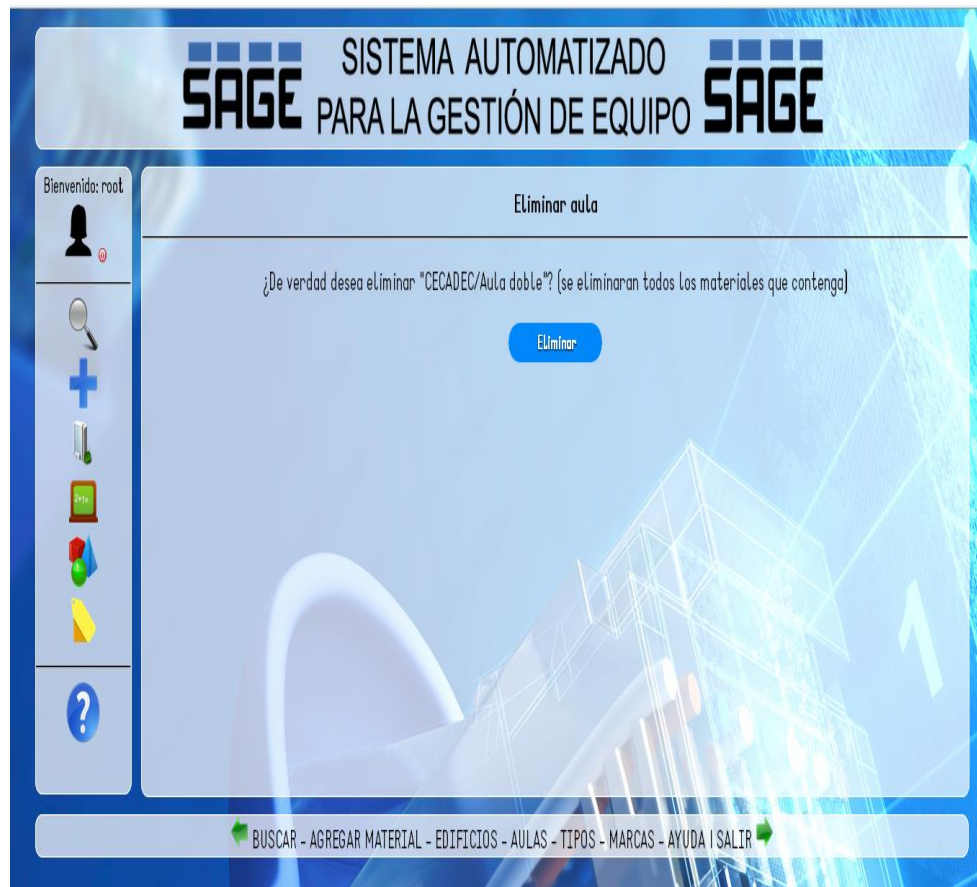 SAGE
SISTEMA AUTOMATIZADO
PARA LA GESTIÓN DE EQUIPO
SAGE
Bienvenido: root
Eliminar aula
¿De verdad desea eliminar "CECADEC/Aula doble"? (se eliminaran todos los materiales que contenga)
Eliminar
?
1
BUSCAR - AGREGAR MATERIAL - EDIFICIOS - AULAS - TIPOS - MARCAS - AYUDA | SALIR